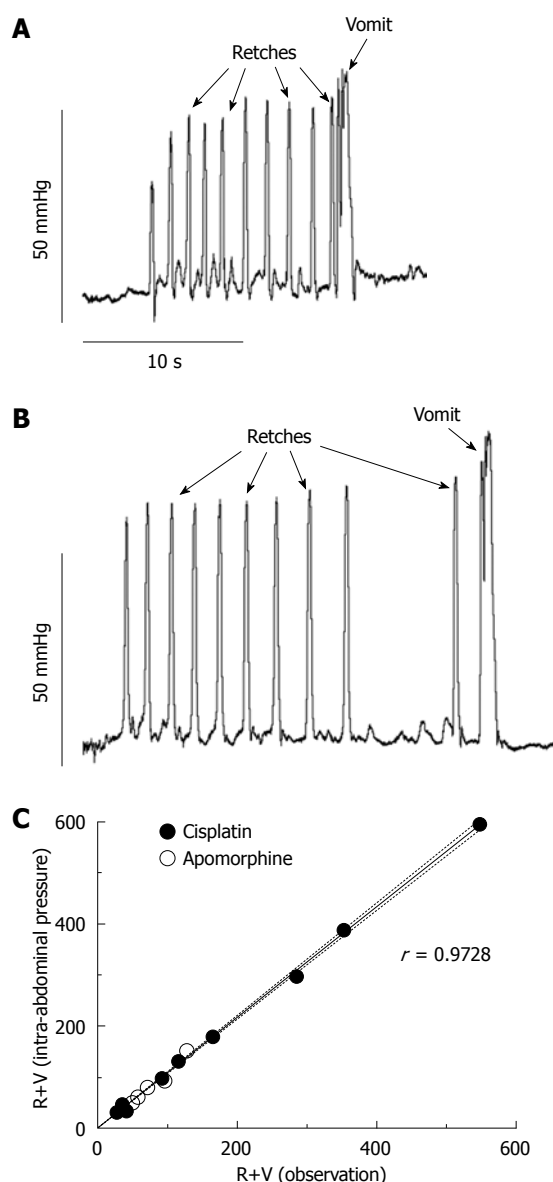 A
Vomit
Retches
50 mmHg
10 s
B
Vomit
Retches
50 mmHg
C
600
400
200
0
R+V (intra-abdominal pressure)
Cisplatin
Apomorphine
r = 0.9728
0
200
400
600
R+V (observation)